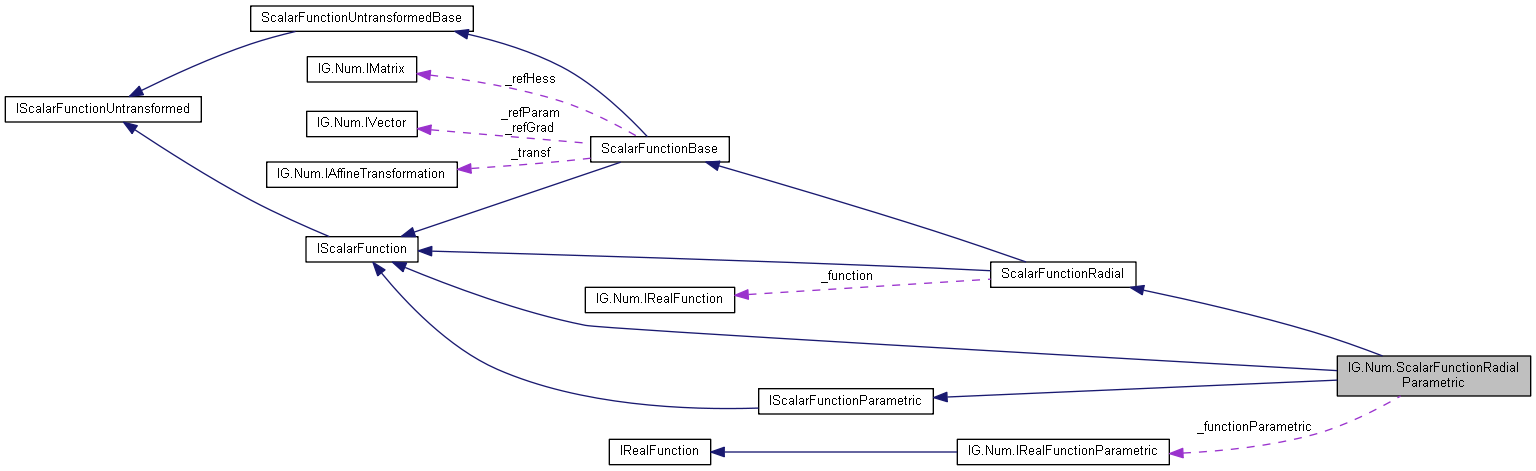 ScalarFunctionUntransformedBase
IG.Num.IMatrix
_refHess
IScalarFunctionUntransformed
IG.Num.IVector
_refParam
_refGrad
ScalarFunctionBase
_transf
IG.Num.IAffineTransformation
IScalarFunction
ScalarFunctionRadial
_function
IG.Num.IRealFunction
IG.Num.ScalarFunctionRadial
Parametric
IScalarFunctionParametric
_functionParametric
IRealFunction
IG.Num.IRealFunctionParametric